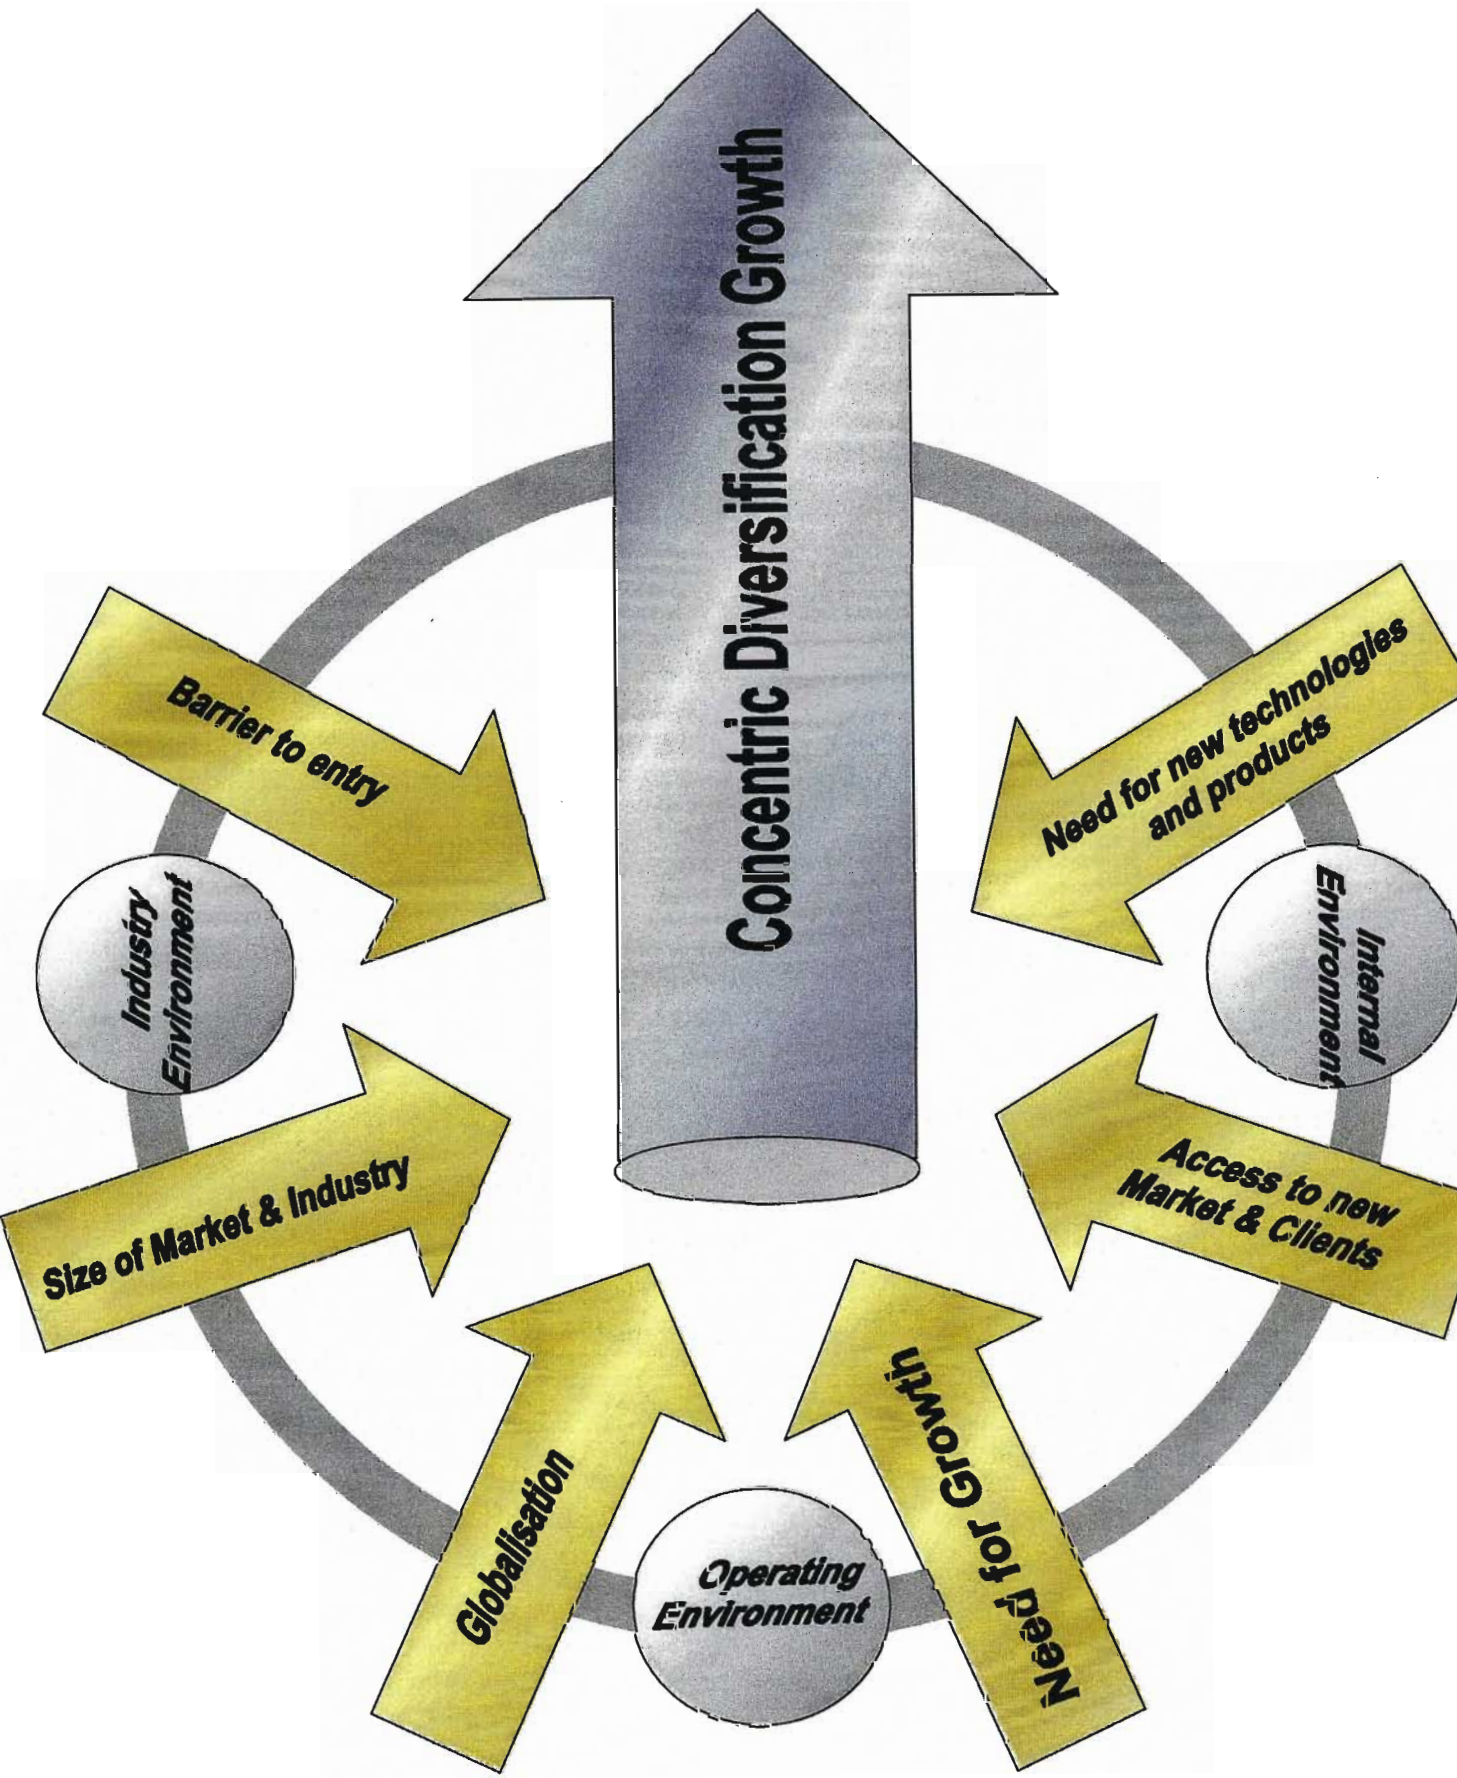 Concentric Diversification Growth
Barrier to entry
Need for new technologies
and products
Industry
Environment
Internal
Environment
Size of Market & Industry
Access to new
Market & Clients
Globalisation
Need for Growth
Operating
Environment